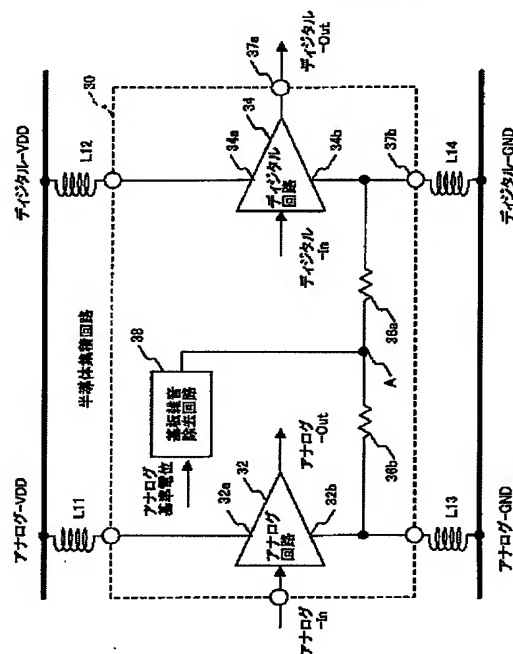 アナログ-VDD
ディジタル-VDD
L11
半導体集積回路
L12
30
38
基板雑音
除去回路
アナログ
基準電位
37a
34
34a
ディジタル
回路
34b
ディジタル
-In
ディジタル-Out
32
32a
アナログ
回路
32b
アナログ
-In
アナログ
-Out
36b
A
36a
37b
L13
L14
アナログ-GND
ディジタル-GND